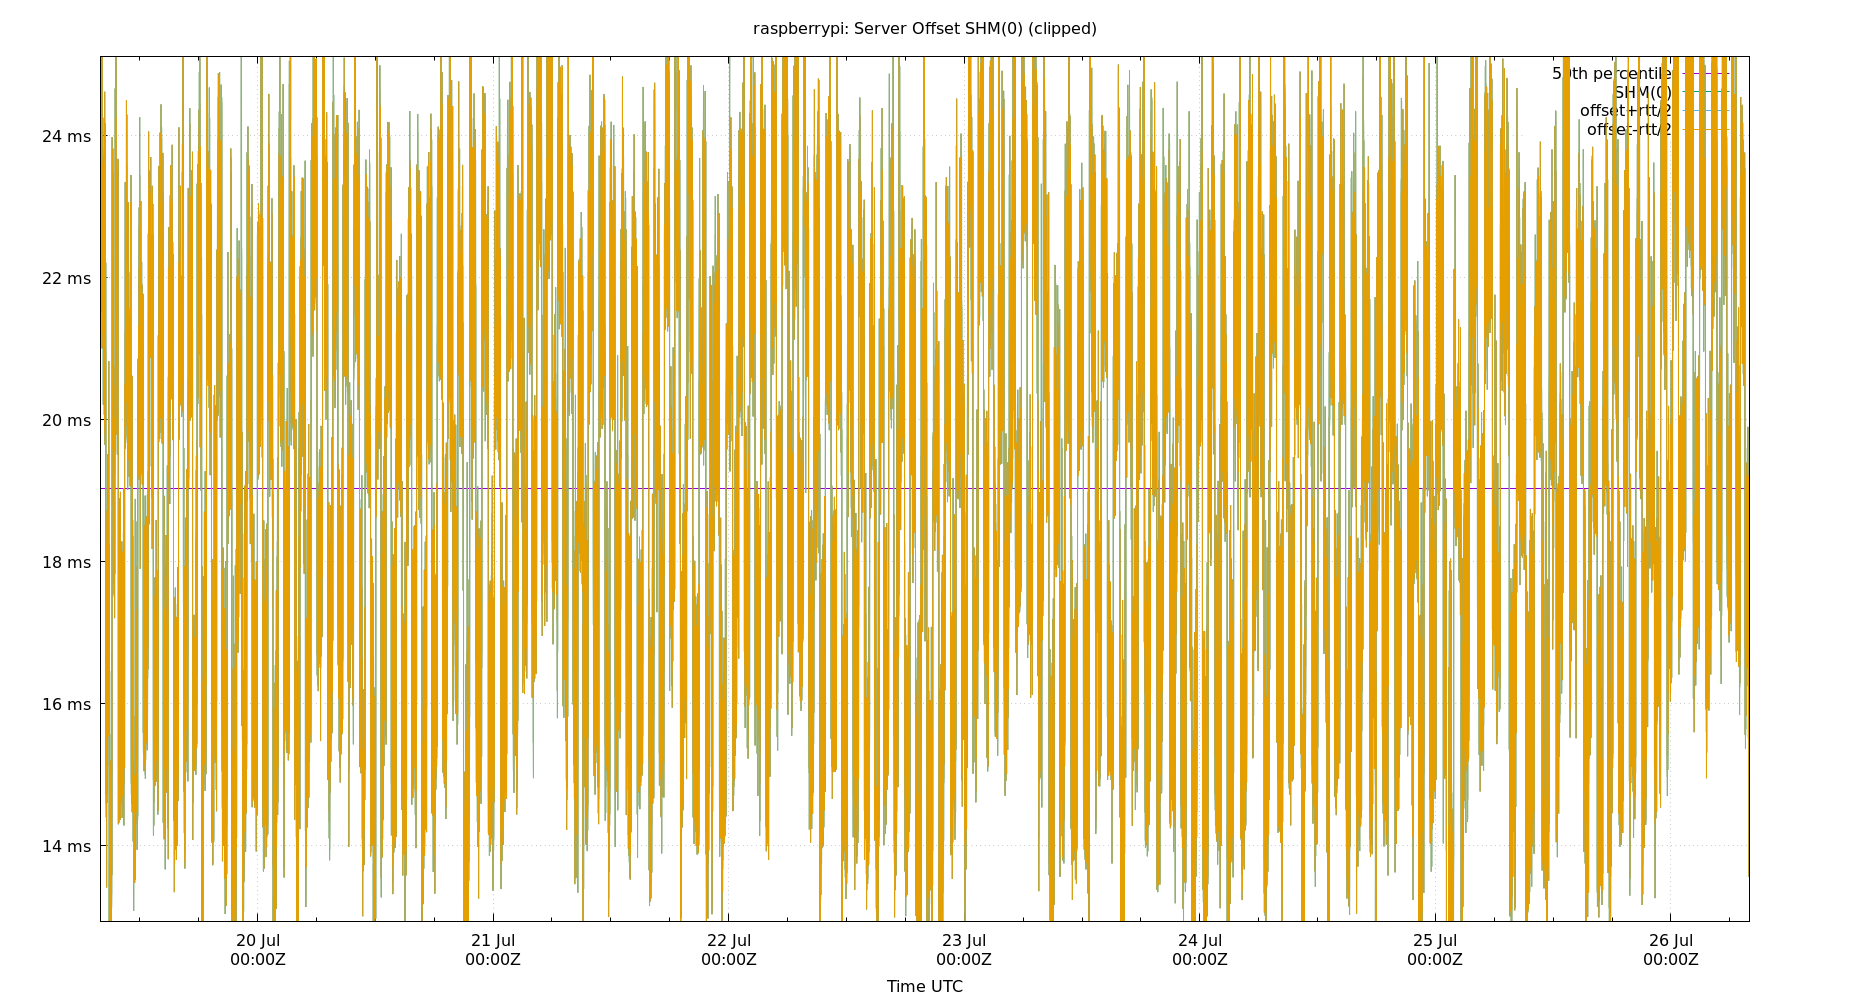 raspberrypi: Server Offset SHM(0) (clipped)
50th percentile
SHM(0)
offset+rtt/2
offset-rtt/2
24 ms
22 ms
20 ms
18 ms
16 ms
14 ms
20 Jul
00:00Z
21 Jul
00:00Z
22 Jul
00:00Z
23 Jul
00:00Z
24 Jul
00:00Z
25 Jul
00:00Z
26 Jul
00:00Z
Time UTC